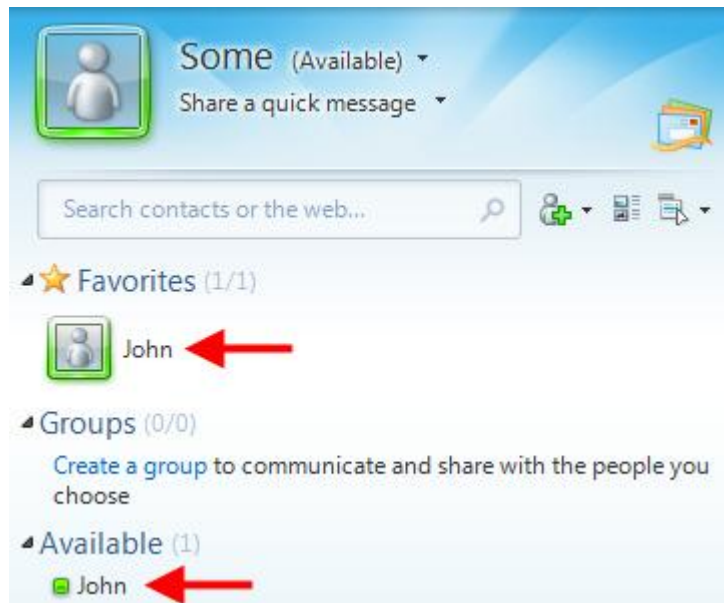 Some (Available)
Share a quick message
Search contacts or the web...
Favorites (1/1)
John
Groups (0/0)
Create a group to communicate and share with the people you
choose
Available (1)
John